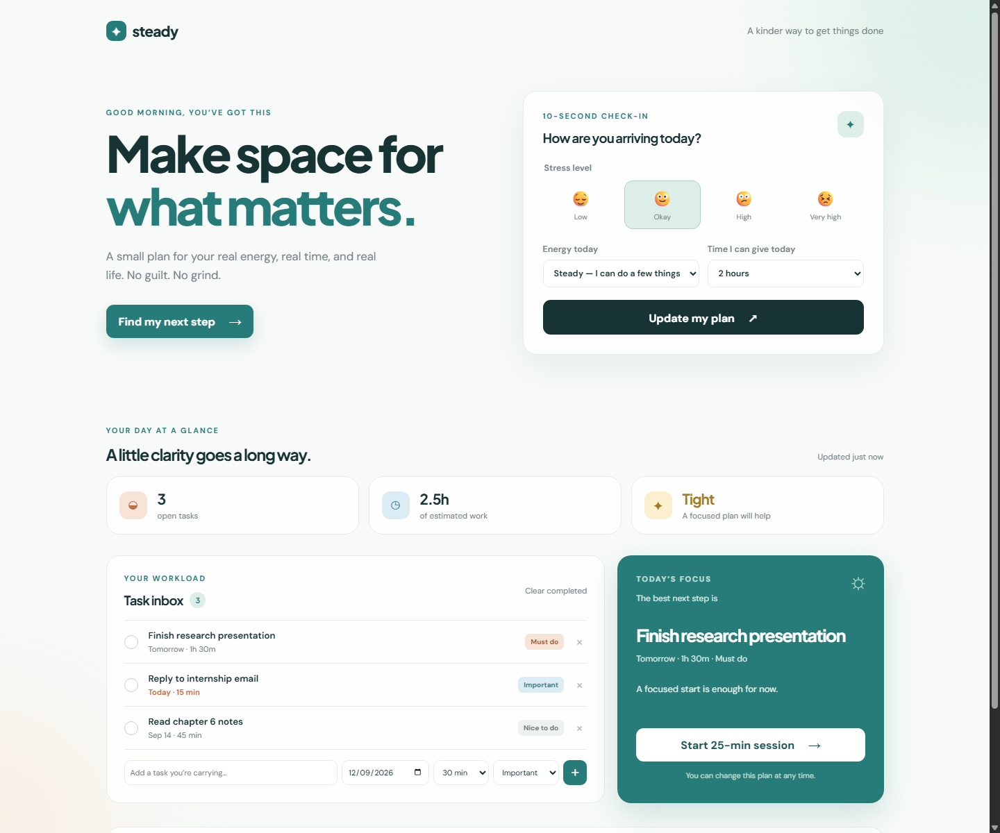 steady
A kinder way to get things done
GOOD MORNING, YOU’VE GOT THIS
Make space for
what matters.
A small plan for your real energy, real time, and real
life. No guilt. No grind.
Find my next step →
10-SECOND CHECK-IN
How are you arriving today?
Stress level
Low
Okay
High
Very high
Energy today
Time I can give today
Steady — I can do a few things
2 hours
Update my plan ↗
YOUR DAY AT A GLANCE
A little clarity goes a long way.
Updated just now
3
open tasks
2.5h
of estimated work
Tight
A focused plan will help
YOUR WORKLOAD
Task inbox 3
Clear completed
Finish research presentation
Tomorrow · 1h 30m
Must do ×
Reply to internship email
Today · 15 min
Important ×
Read chapter 6 notes
Sep 14 · 45 min
Nice to do ×
Add a task you’re carrying...
12/09/2026
30 min
Important
+
TODAY’S FOCUS
The best next step is
Finish research presentation
Tomorrow · 1h 30m · Must do
A focused start is enough for now.
Start 25-min session →
You can change this plan at any time.